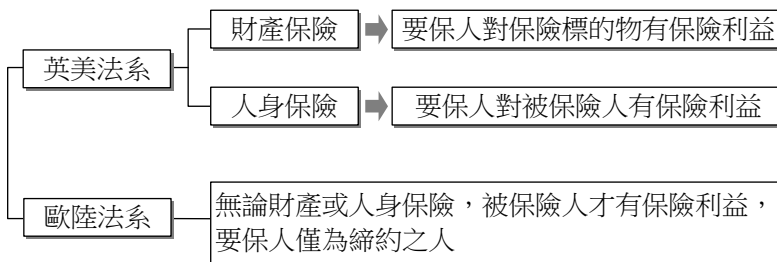 財產保險
要保人對保險標的物有保險利益
英美法系
人身保險
要保人對被保險人有保險利益
歐陸法系
無論財產或人身保險，被保險人才有保險利益，
要保人僅為締約之人